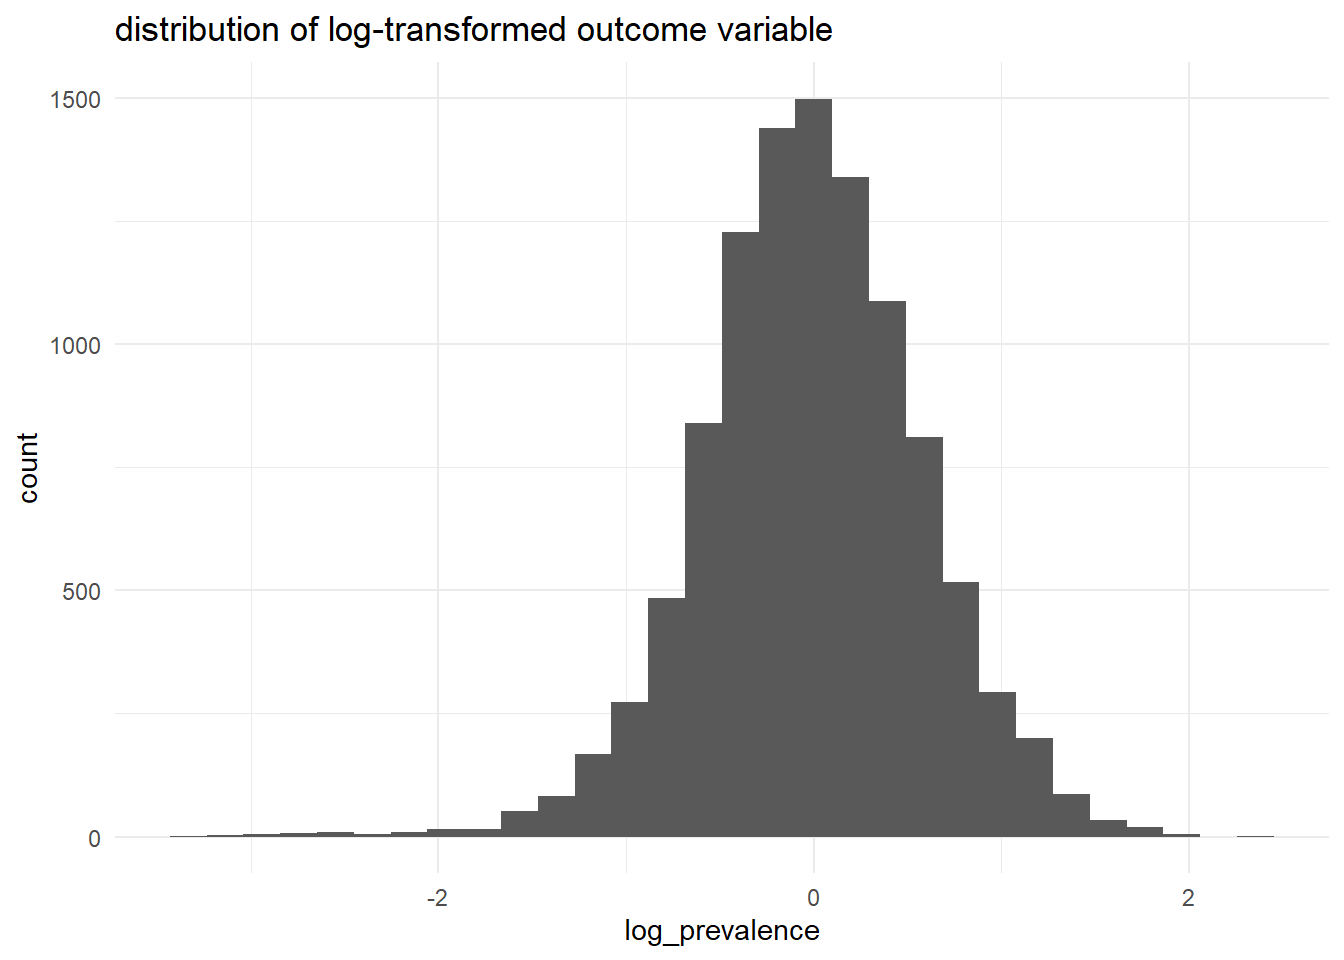 distribution of log-transformed outcome variable
1500
1000
500
0
count
-2
0
2
log_prevalence